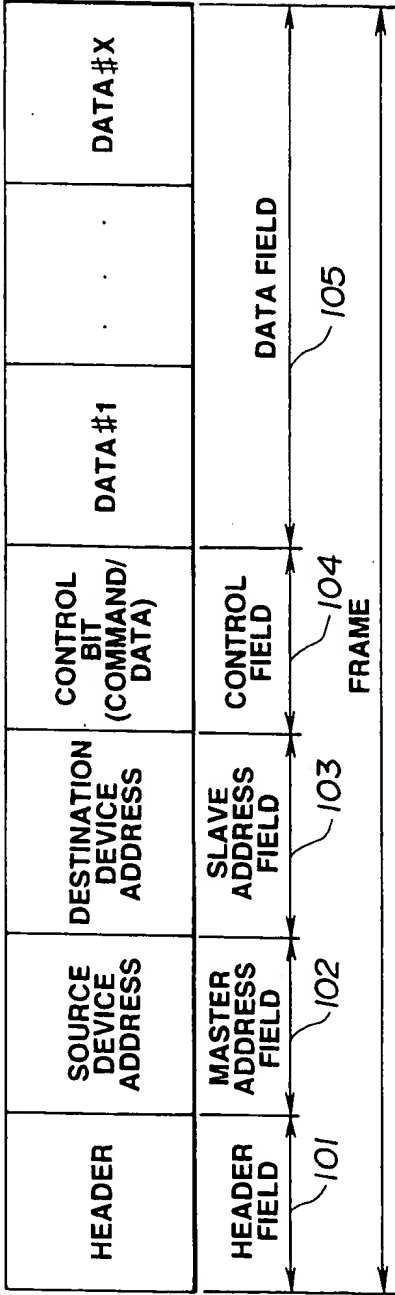 HEADER
SOURCE
DEVICE
ADDRESS
DESTINATION
DEVICE
ADDRESS
CONTROL
BIT
(COMMAND/
DATA)
DATA#1
. . .
DATA#X
HEADER
FIELD
MASTER
ADDRESS
FIELD
SLAVE
ADDRESS
FIELD
CONTROL
FIELD
DATA FIELD
101
102
103
104
105
FRAME